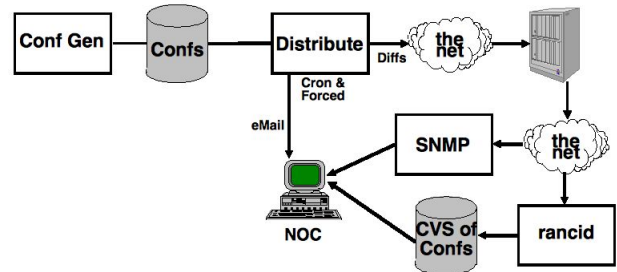 Conf Gen
Confs
Distribute
Diffs
the
net
Cron &
Forced
eMail
SNMP
the
net
NOC
CVS of
Confs
rancid